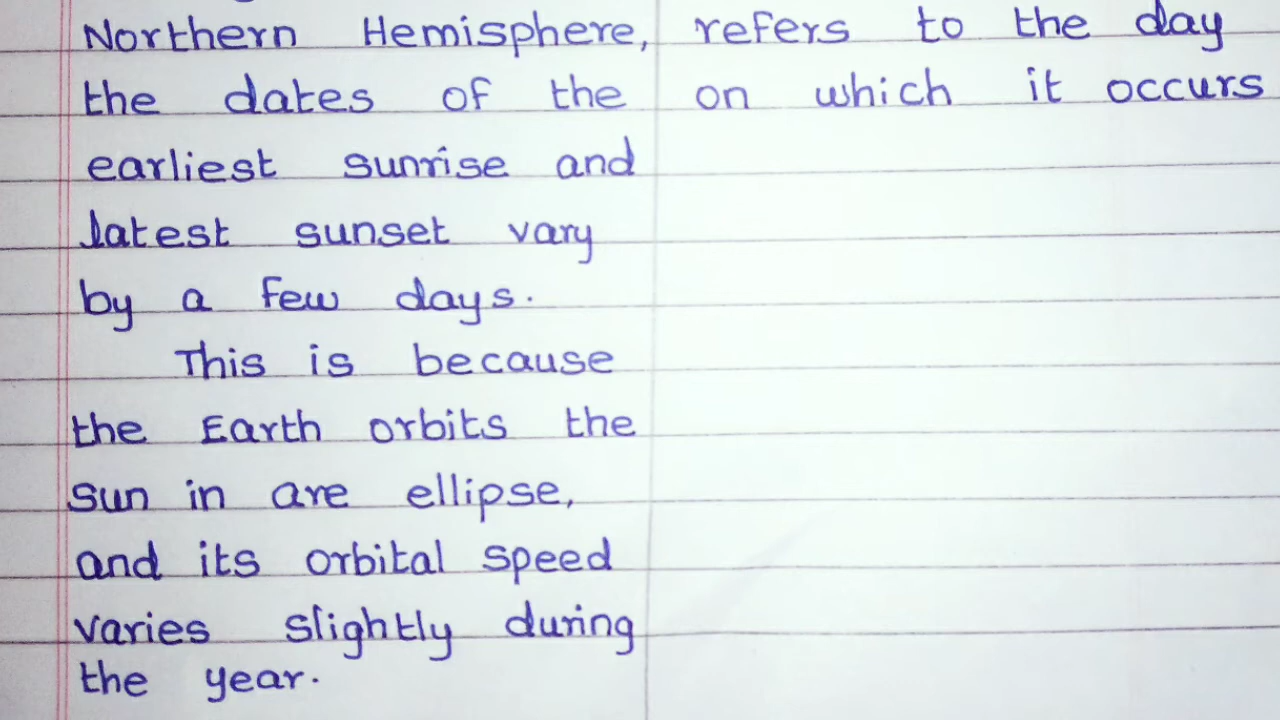 Northern Hemisphere,
the dates of the
earliest sunrise and
latest sunset vary
by a few days.
This is because
the Earth orbits the
Sun in are ellipse,
and its orbital speed
varies slightly during
the year.
refers to the day
on which it occurs